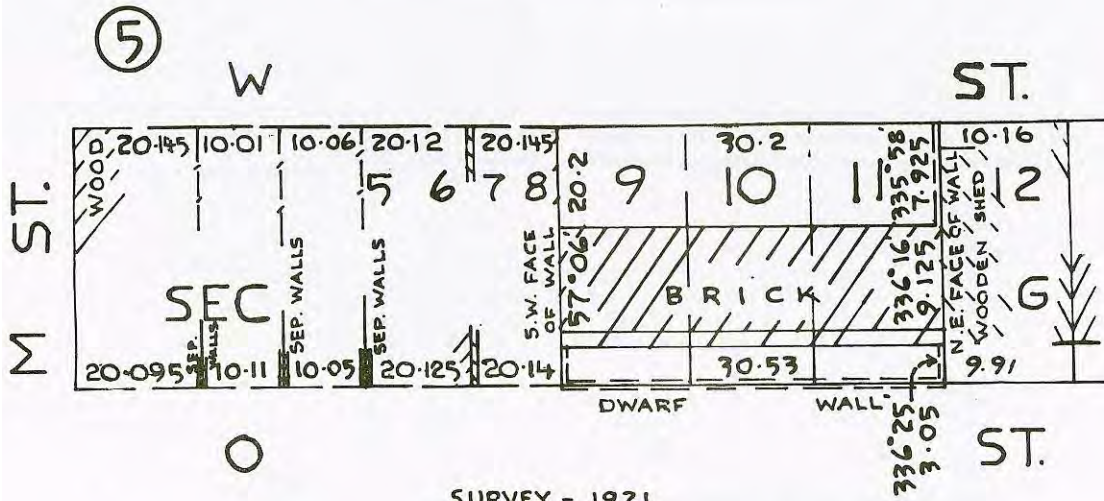 5
W ST.
M ST.
WOOD
20·145 10·01 10·06 20·12 20·145 30·2 10·16
5 6 7 8 9 10 11 12
20·2
335°58'
7·925
57°06'
336°16'
9·125
S.W. FACE
OF WALL
N.E. FACE OF WALL
WOODEN SHED
SEC G
BRICK
SEP. WALLS
SEP. WALLS
SEP. WALLS
20·095 10·11 10·05 20·125 20·14 30·53 9.91
DWARF WALL
336°25'
3·05
O ST.
SURVEY - 1921